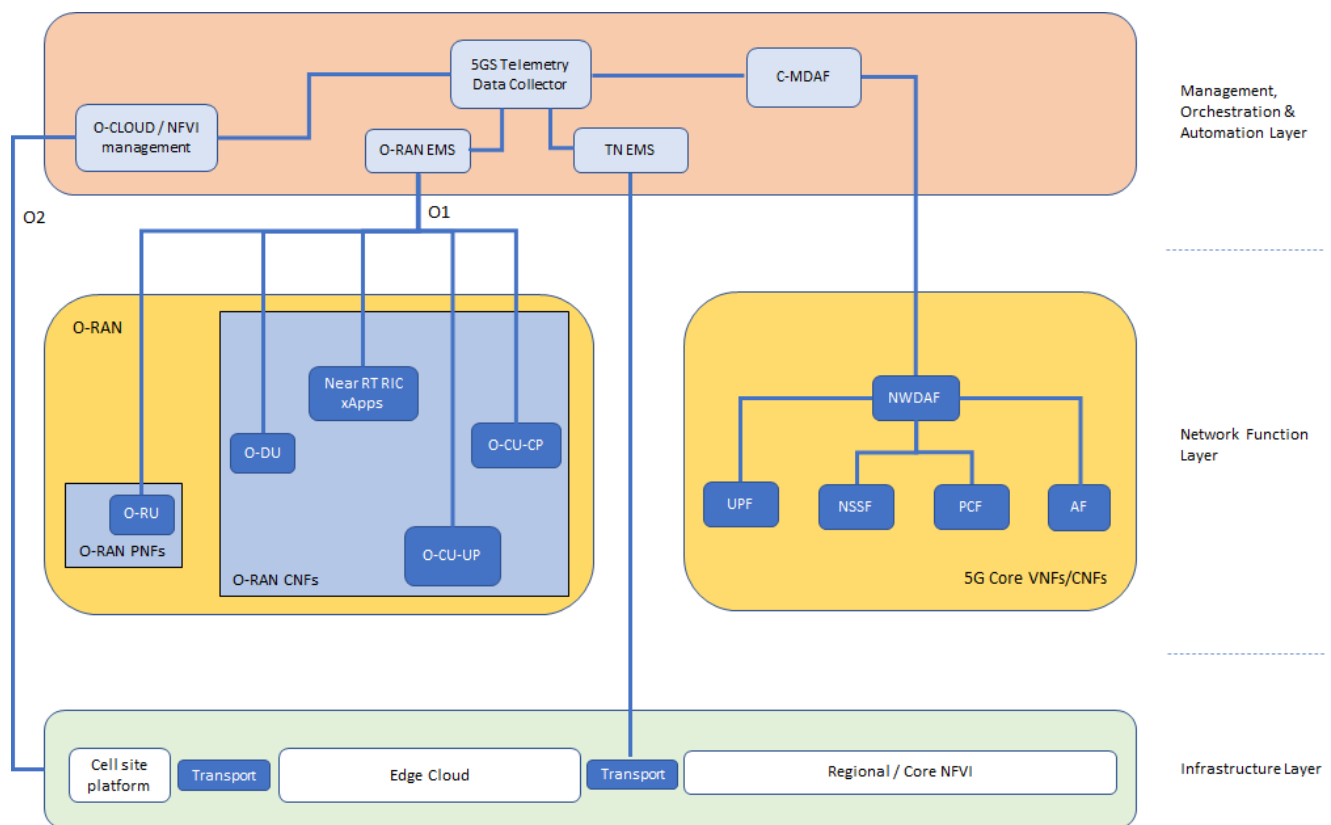 5GS Telemetry
Data Collector
C-MDAF
Management,
Orchestration &
Automation Layer
O-CLOUD / NFVI
management
O-RAN EMS
TN EMS
O2
O1
O-RAN
Near RT RIC
xApps
O-DU
O-CU-CP
O-RU
O-RAN PNFs
O-CU-UP
O-RAN CNFs
NWDAF
UPF
NSSF
PCF
AF
5G Core VNFs/CNFs
Network Function
Layer
Cell site
platform
Transport
Edge Cloud
Transport
Regional / Core NFVI
Infrastructure Layer